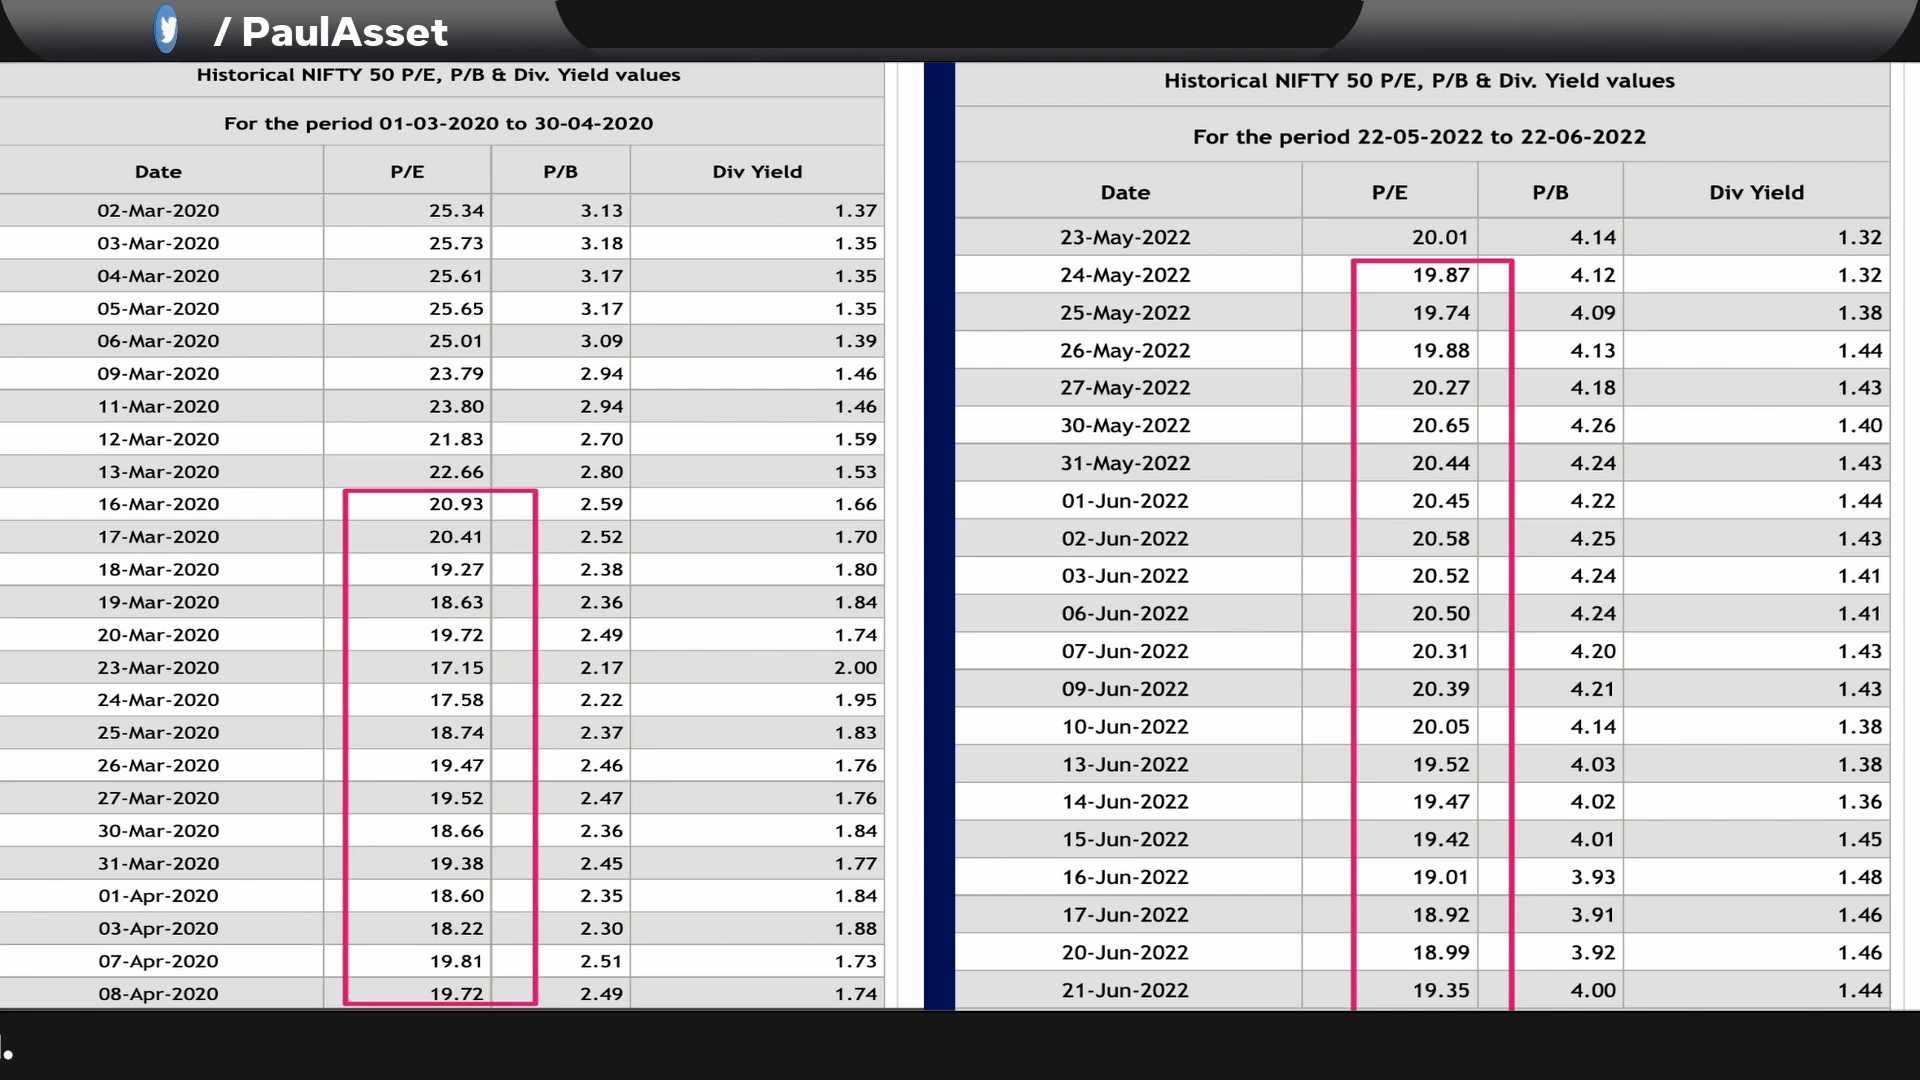 / PaulAsset
Historical NIFTY 50 P/E, P/B & Div. Yield values
For the period 01-03-2020 to 30-04-2020
Date P/E P/B Div Yield
02-Mar-2020 25.34 3.13 1.37
03-Mar-2020 25.73 3.18 1.35
04-Mar-2020 25.61 3.17 1.35
05-Mar-2020 25.65 3.17 1.35
06-Mar-2020 25.01 3.09 1.39
09-Mar-2020 23.79 2.94 1.46
11-Mar-2020 23.80 2.94 1.46
12-Mar-2020 21.83 2.70 1.59
13-Mar-2020 22.66 2.80 1.53
16-Mar-2020 20.93 2.59 1.66
17-Mar-2020 20.41 2.52 1.70
18-Mar-2020 19.27 2.38 1.80
19-Mar-2020 18.63 2.36 1.84
20-Mar-2020 19.72 2.49 1.74
23-Mar-2020 17.15 2.17 2.00
24-Mar-2020 17.58 2.22 1.95
25-Mar-2020 18.74 2.37 1.83
26-Mar-2020 19.47 2.46 1.76
27-Mar-2020 19.52 2.47 1.76
30-Mar-2020 18.66 2.36 1.84
31-Mar-2020 19.38 2.45 1.77
01-Apr-2020 18.60 2.35 1.84
03-Apr-2020 18.22 2.30 1.88
07-Apr-2020 19.81 2.51 1.73
08-Apr-2020 19.72 2.49 1.74
Historical NIFTY 50 P/E, P/B & Div. Yield values
For the period 22-05-2022 to 22-06-2022
Date P/E P/B Div Yield
23-May-2022 20.01 4.14 1.32
24-May-2022 19.87 4.12 1.32
25-May-2022 19.74 4.09 1.38
26-May-2022 19.88 4.13 1.44
27-May-2022 20.27 4.18 1.43
30-May-2022 20.65 4.26 1.40
31-May-2022 20.44 4.24 1.43
01-Jun-2022 20.45 4.22 1.44
02-Jun-2022 20.58 4.25 1.43
03-Jun-2022 20.52 4.24 1.41
06-Jun-2022 20.50 4.24 1.41
07-Jun-2022 20.31 4.20 1.43
09-Jun-2022 20.39 4.21 1.43
10-Jun-2022 20.05 4.14 1.38
13-Jun-2022 19.52 4.03 1.38
14-Jun-2022 19.47 4.02 1.36
15-Jun-2022 19.42 4.01 1.45
16-Jun-2022 19.01 3.93 1.48
17-Jun-2022 18.92 3.91 1.46
20-Jun-2022 18.99 3.92 1.46
21-Jun-2022 19.35 4.00 1.44